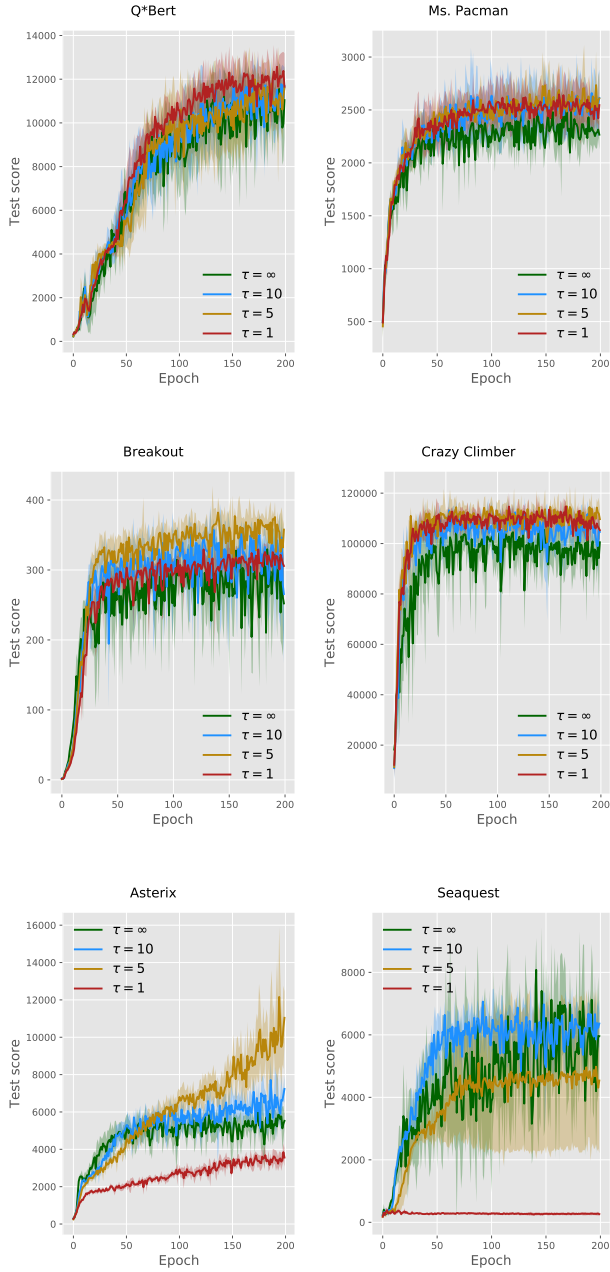 Q*Bert
14000
12000
10000
8000
6000
4000
2000
0
Test score
τ = ∞
τ = 10
τ = 5
τ = 1
0 50 100 150 200
Epoch
Ms. Pacman
3000
2500
2000
1500
1000
500
Test score
τ = ∞
τ = 10
τ = 5
τ = 1
0 50 100 150 200
Epoch
Breakout
400
300
200
100
0
Test score
τ = ∞
τ = 10
τ = 5
τ = 1
0 50 100 150 200
Epoch
Crazy Climber
120000
100000
80000
60000
40000
20000
Test score
τ = ∞
τ = 10
τ = 5
τ = 1
0 50 100 150 200
Epoch
Asterix
16000
14000
12000
10000
8000
6000
4000
2000
0
Test score
τ = ∞
τ = 10
τ = 5
τ = 1
0 50 100 150 200
Epoch
Seaquest
8000
6000
4000
2000
0
Test score
τ = ∞
τ = 10
τ = 5
τ = 1
0 50 100 150 200
Epoch